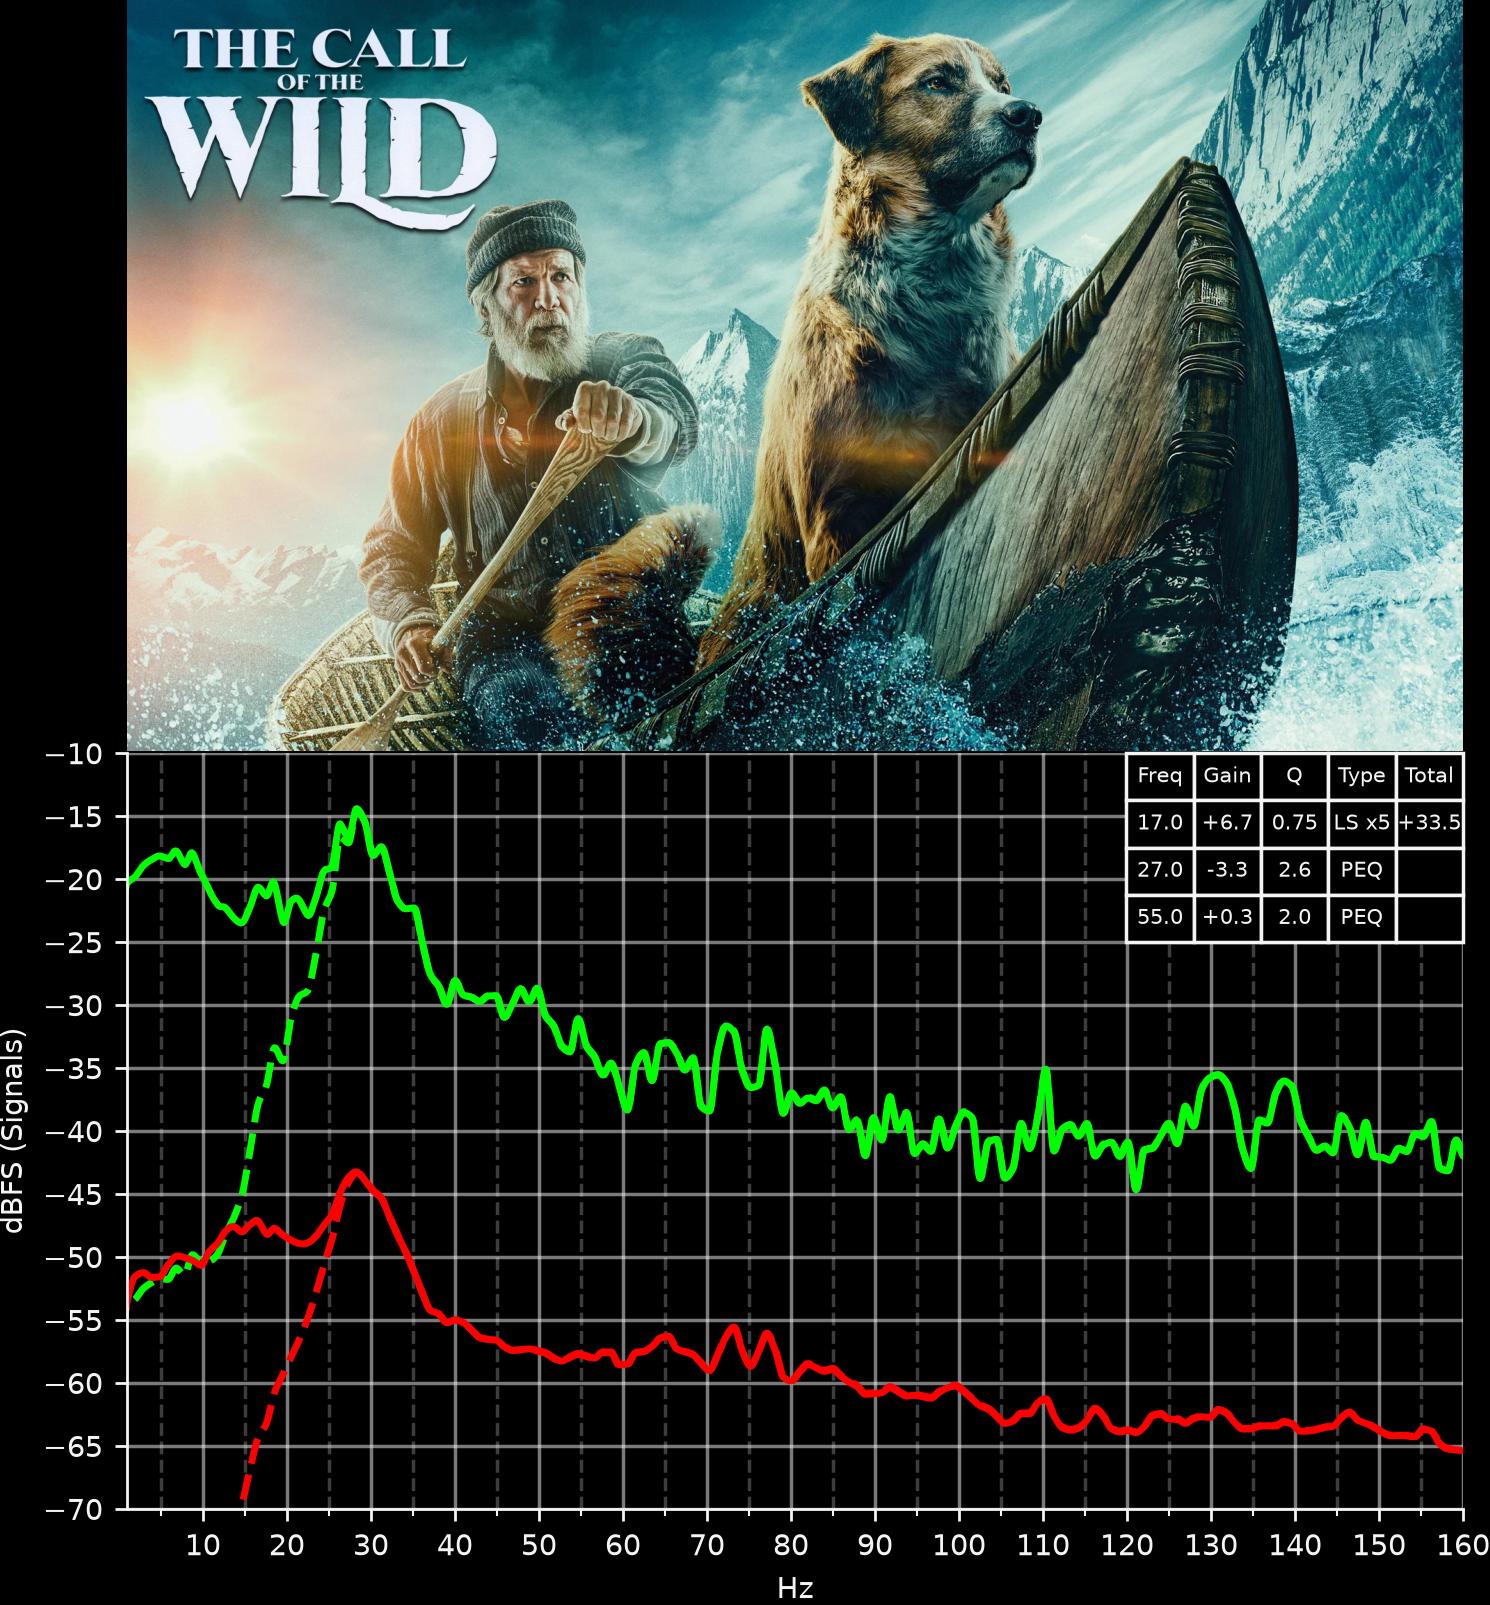 THE CALL
OF THE
WILD
Freq Gain Q Type Total
17.0 +6.7 0.75 LS x5 +33.5
27.0 -3.3 2.6 PEQ
55.0 +0.3 2.0 PEQ
−10
−15
−20
−25
−30
−35
−40
−45
−50
−55
−60
−65
−70
dBFS (Signals)
10 20 30 40 50 60 70 80 90 100 110 120 130 140 150 160
Hz